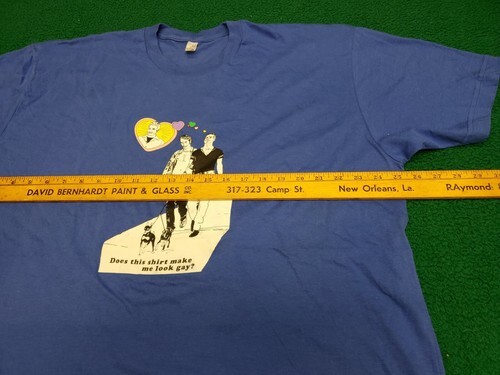 DAVID BERNHARDT PAINT & GLASS CO. INC. 317-323 Camp St. New Orleans, La. RAymond:
Does this shirt make
me look gay?